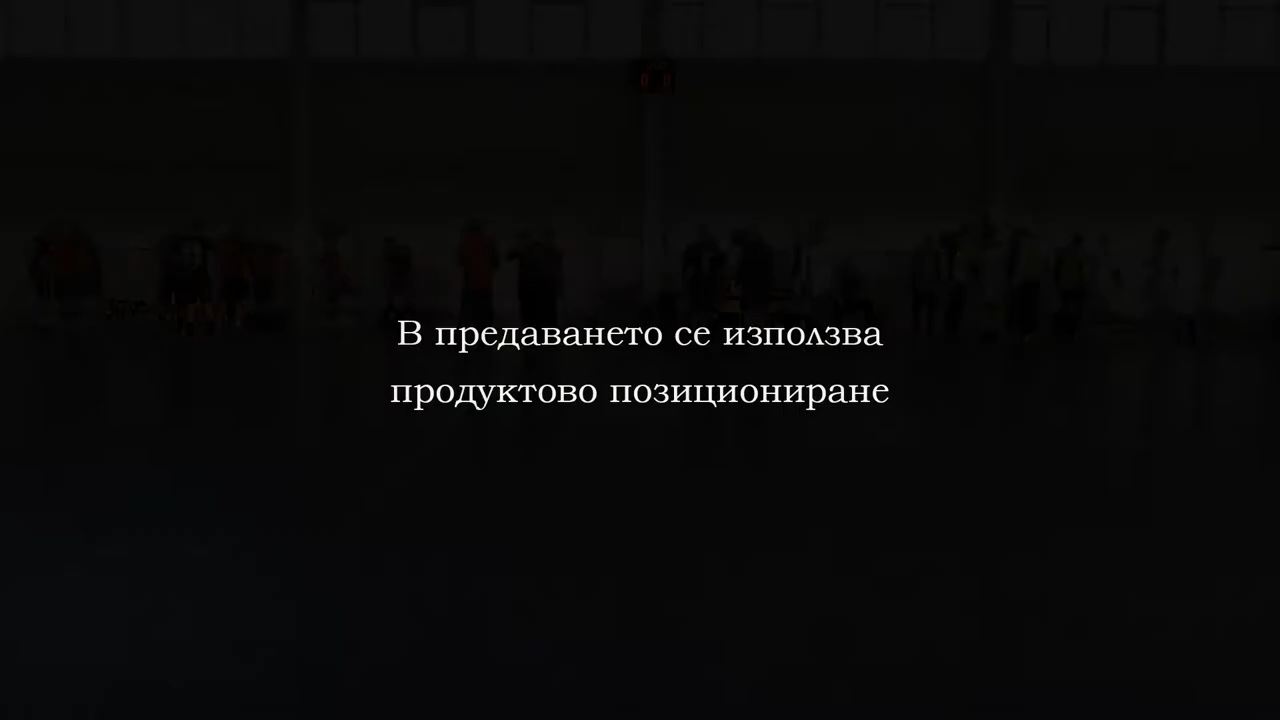 В предаването се използва
продуктово позициониране